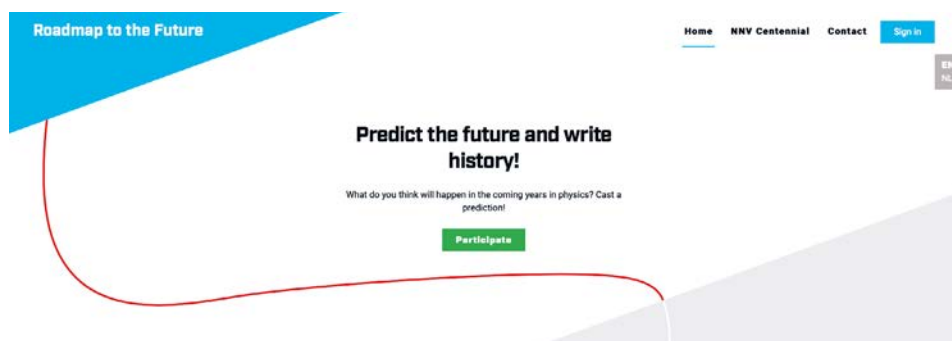 Roadmap to the Future
Home NNV Centennial Contact Sign in
EN
NL
Predict the future and write
history!
What do you think will happen in the coming years in physics? Cast a
prediction!
Participate